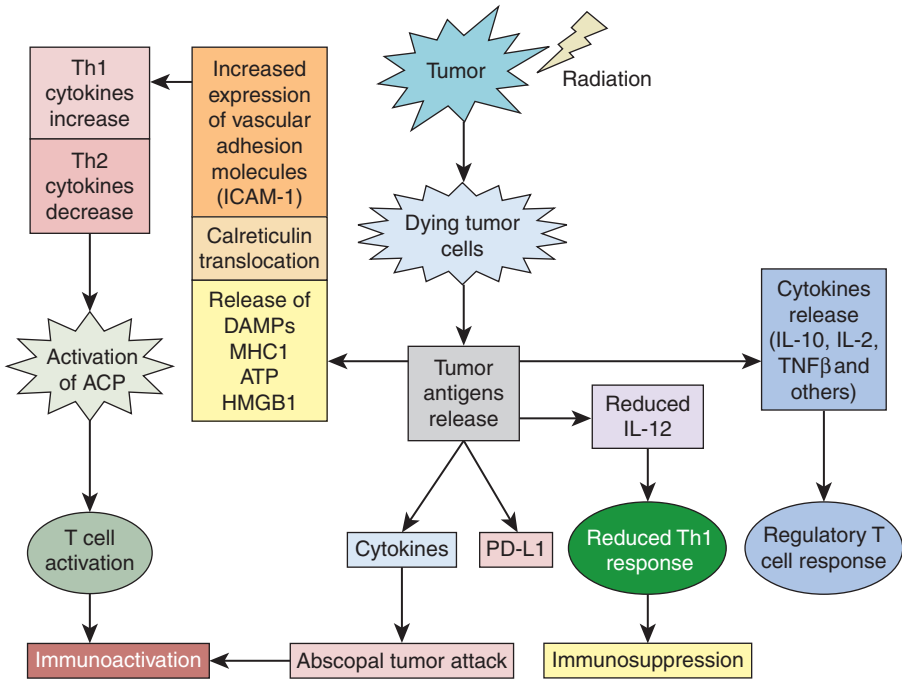 Th1
cytokines
increase
Th2
cytokines
decrease
Activation
of ACP
T cell
activation
Immunoactivation
Increased
expression
of vascular
adhesion
molecules
(ICAM-1)
Calreticulin
translocation
Release of
DAMPs
MHC1
ATP
HMGB1
Tumor
Radiation
Dying tumor
cells
Tumor
antigens
release
Cytokines
PD-L1
Abscopal tumor attack
Reduced
IL-12
Reduced Th1
response
Immunosuppression
Cytokines
release
(IL-10, IL-2,
TNFβ and
others)
Regulatory T
cell response